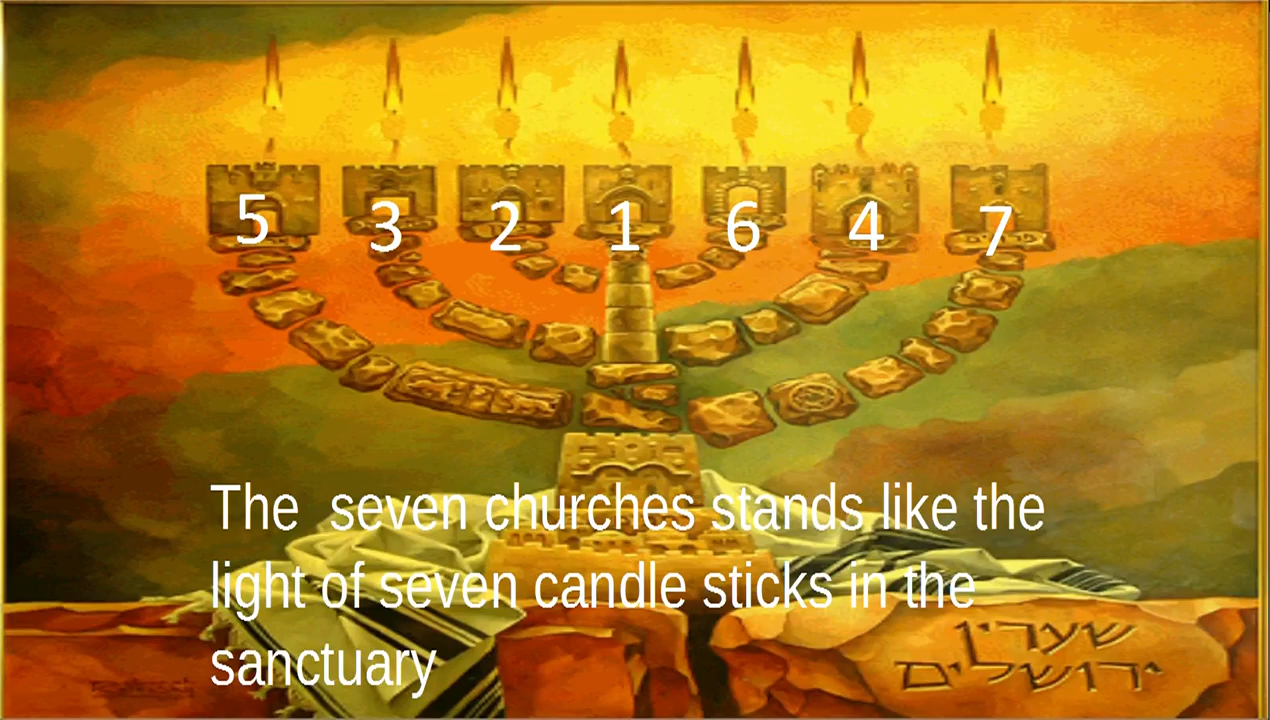 5 3 2 1 6 4 7
The  seven churches stands like the
light of seven candle sticks in the
sanctuary
שעריך
ירושלים